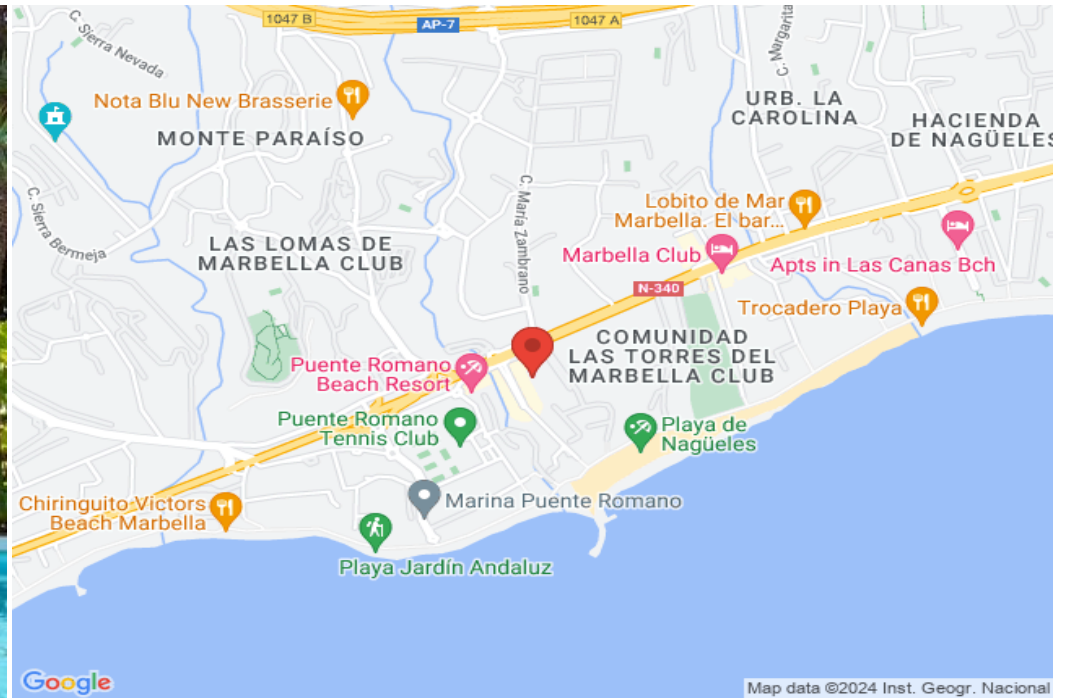 1047 B
AP-7
1047 A
C. Sierra Nevada
C. Margarita
Nota Blu New Brasserie
MONTE PARAÍSO
URB. LA
CAROLINA
HACIENDA
DE NAGÜELES
C. Sierra Bermeja
C. María Zambrano
Lobito de Mar
Marbella. El bar...
LAS LOMAS DE
MARBELLA CLUB
Marbella Club
Apts in Las Canas Bch
N-340
Trocadero Playa
COMUNIDAD
LAS TORRES DEL
MARBELLA CLUB
Puente Romano
Beach Resort
Puente Romano
Tennis Club
Playa de
Nagüeles
Chiringuito Victors
Beach Marbella
Marina Puente Romano
Playa Jardín Andaluz
Google
Map data ©2024 Inst. Geogr. Nacional